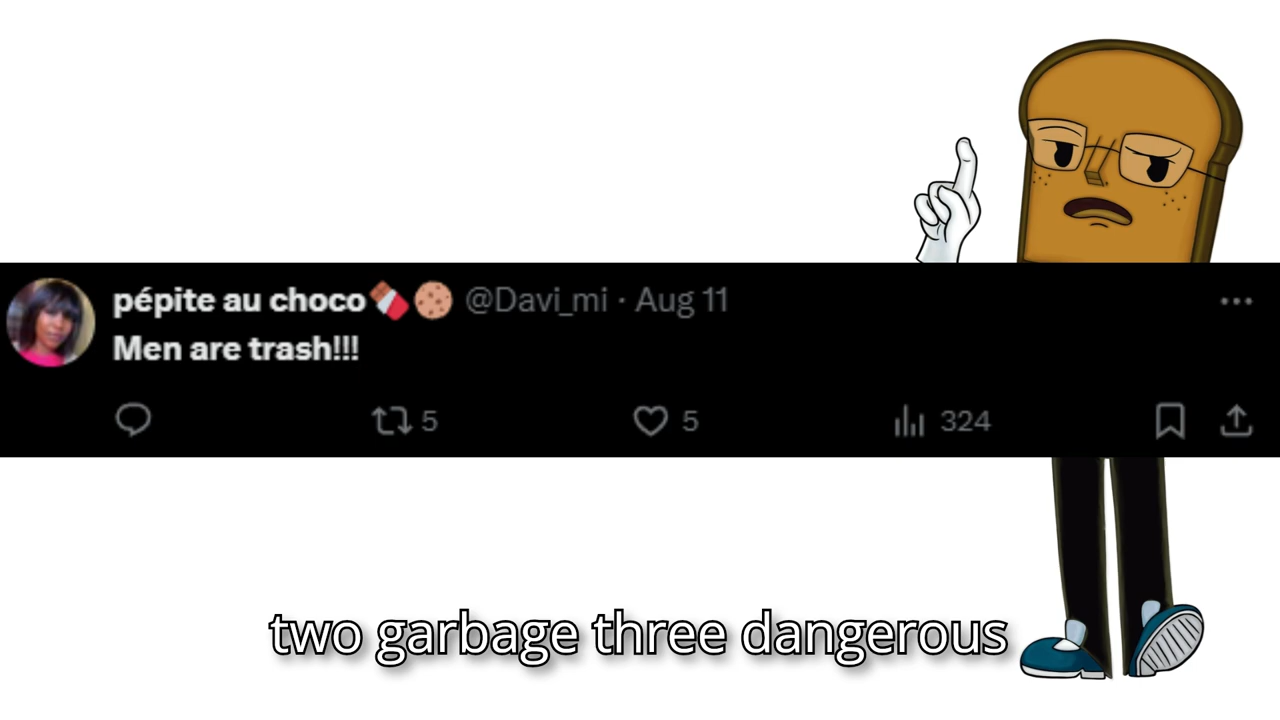 pépite au choco🍫🍪 @Davi_mi · Aug 11
Men are trash!!!
5 5 324
two garbage three dangerous